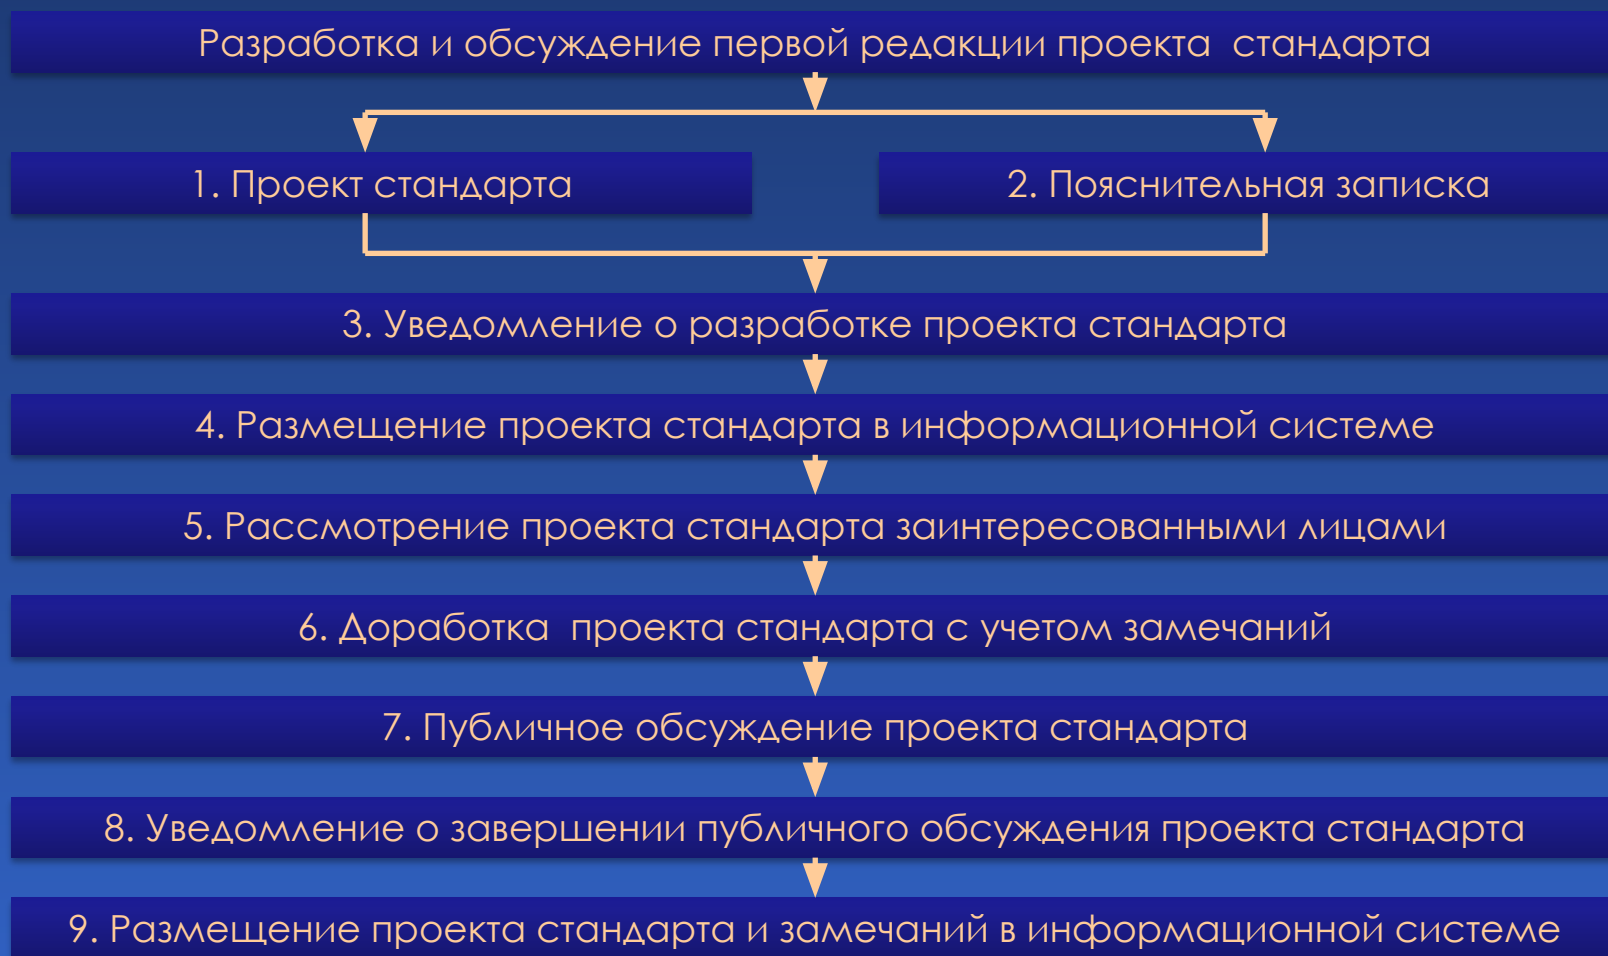 Разработка и обсуждение первой редакции проекта стандарта
1. Проект стандарта
2. Пояснительная записка
3. Уведомление о разработке проекта стандарта
4. Размещение проекта стандарта в информационной системе
5. Рассмотрение проекта стандарта заинтересованными лицами
6. Доработка проекта стандарта с учетом замечаний
7. Публичное обсуждение проекта стандарта
8. Уведомление о завершении публичного обсуждения проекта стандарта
9. Размещение проекта стандарта и замечаний в информационной системе